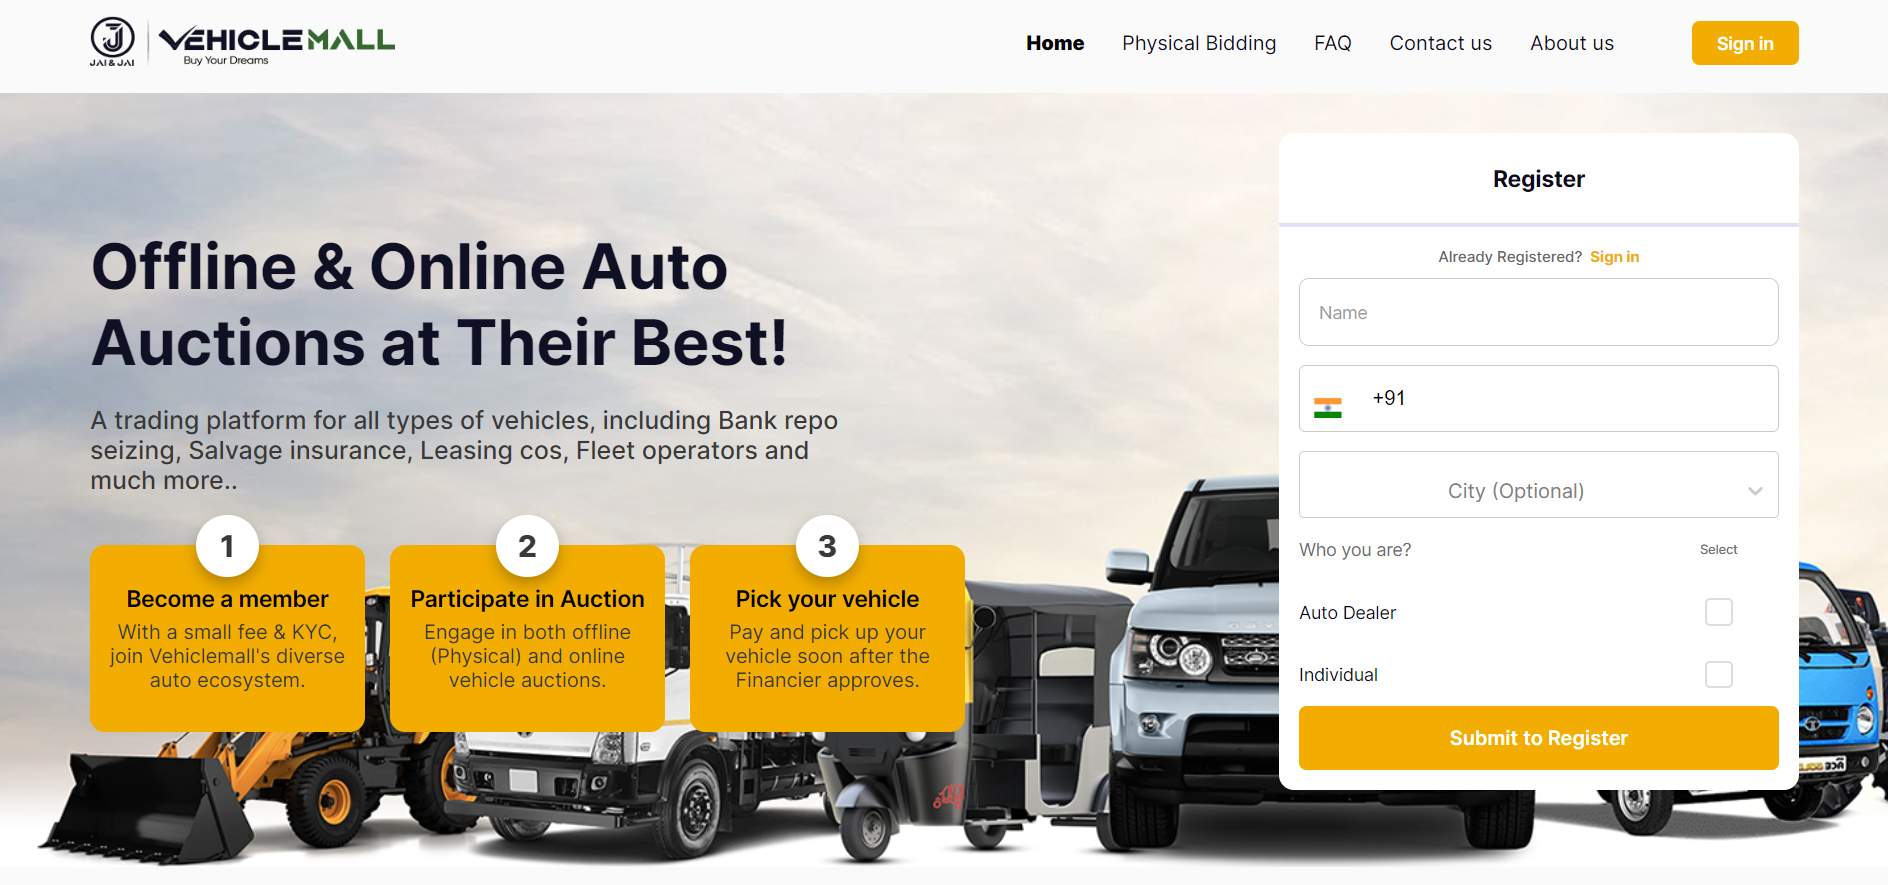 JAI & JAI
VEHICLEMALL
Buy Your Dreams
Home
Physical Bidding
FAQ
Contact us
About us
Sign in
Offline & Online Auto
Auctions at Their Best!
A trading platform for all types of vehicles, including Bank repo
seizing, Salvage insurance, Leasing cos, Fleet operators and
much more..
1
Become a member
With a small fee & KYC,
join Vehiclemall's diverse
auto ecosystem.
2
Participate in Auction
Engage in both offline
(Physical) and online
vehicle auctions.
3
Pick your vehicle
Pay and pick up your
vehicle soon after the
Financier approves.
Register
Already Registered? Sign in
Name
+91
City (Optional)
Who you are?
Select
Auto Dealer
Individual
Submit to Register